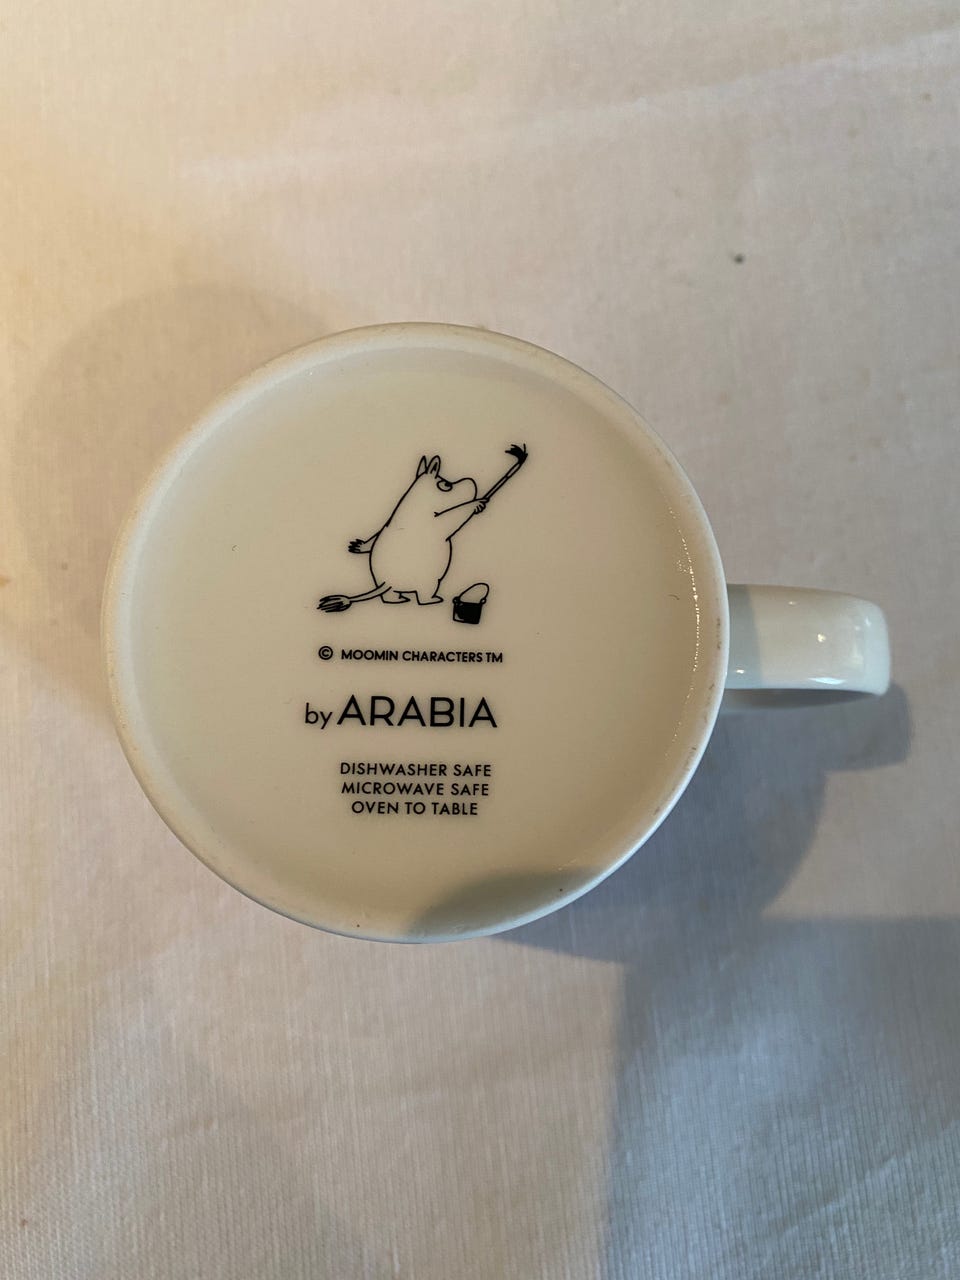 © MOOMIN CHARACTERS TM
by ARABIA
DISHWASHER SAFE
MICROWAVE SAFE
OVEN TO TABLE